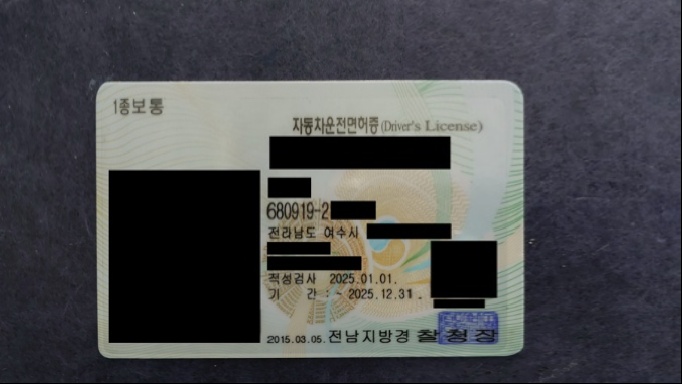 1종보통
자동차운전면허증(Driver's License)
680919-2
전라남도 여수시
적성검사 2025.01.01.
기 간 : ~ 2025.12.31.
2015.03.05. 전남지방경찰청장